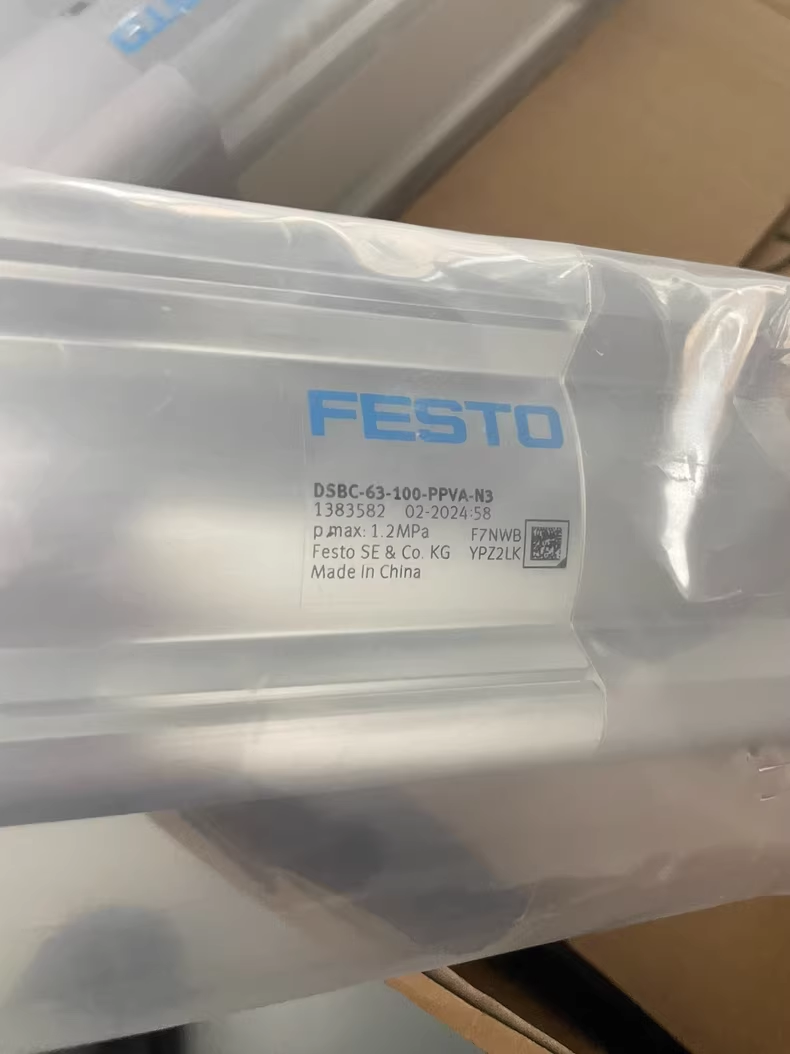 FESTO
DSBC-63-100-PPVA-N3
1383582 02-2024:58
p max: 1.2MPa F7NWB
Festo SE & Co. KG YPZ2LK
Made in China